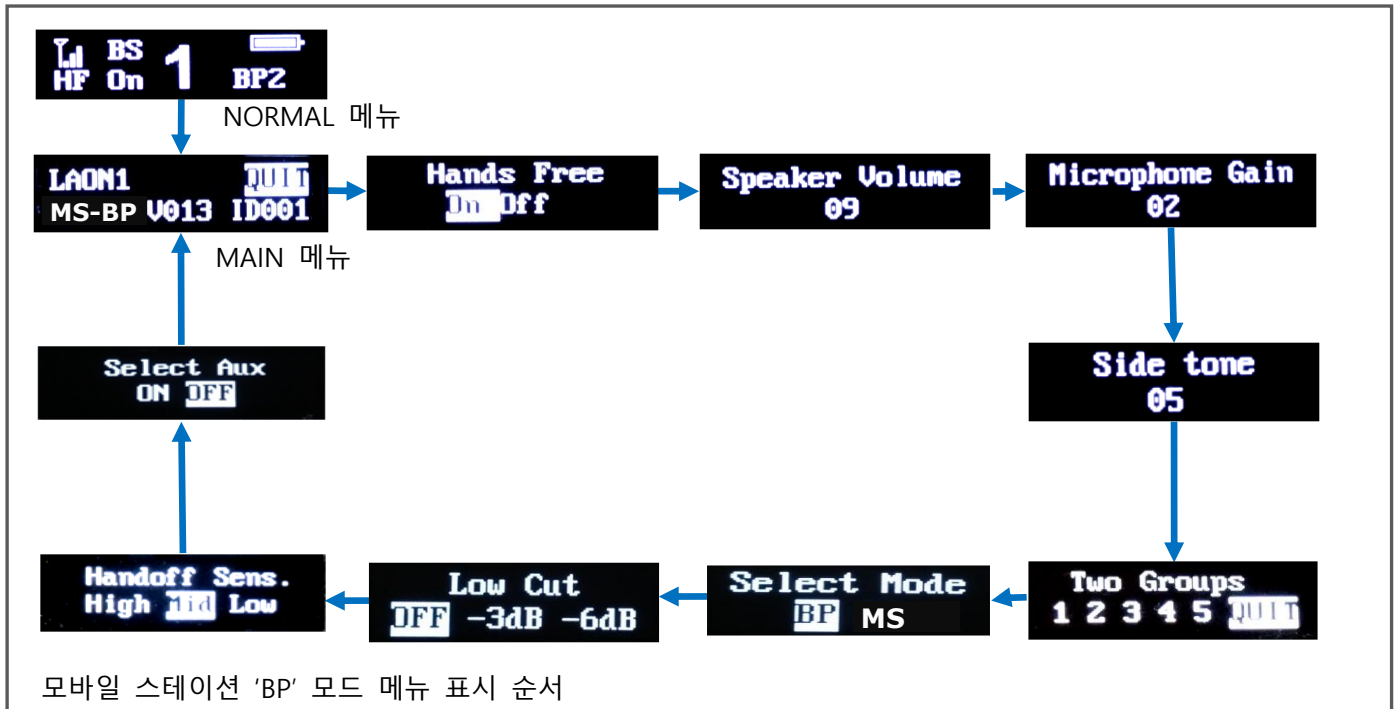 BS
HF On 1 BP2
NORMAL 메뉴
LAON1 QUIT
MS-BP V013 ID001
MAIN 메뉴
Hands Free
On Off
Speaker Volume
09
Microphone Gain
02
Side tone
05
Two Groups
1 2 3 4 5 QUIT
Select Mode
BP MS
Low Cut
OFF -3dB -6dB
Handoff Sens.
High Mid Low
Select Aux
ON OFF
모바일 스테이션 'BP' 모드 메뉴 표시 순서